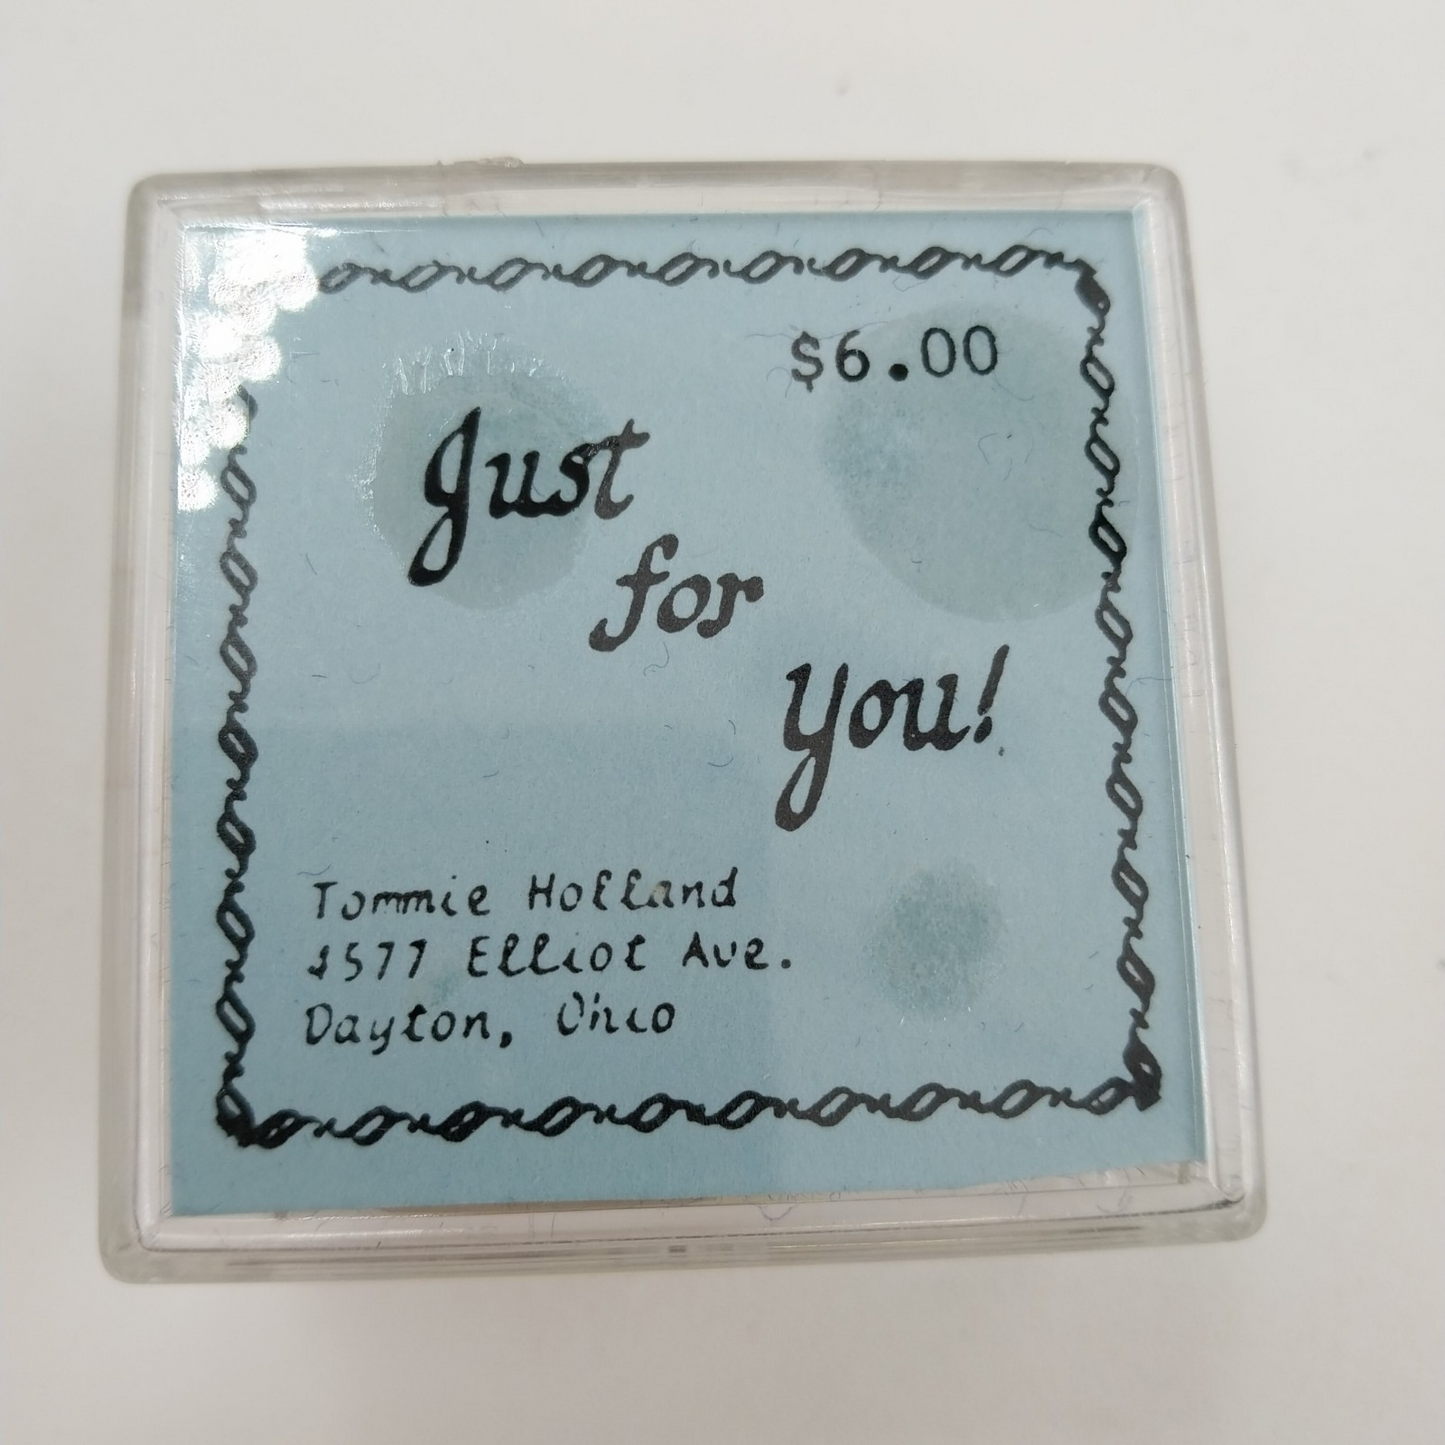 $6.00
Just
for
you!
Tommie Holland
1577 Elliot Ave.
Dayton, Ohio